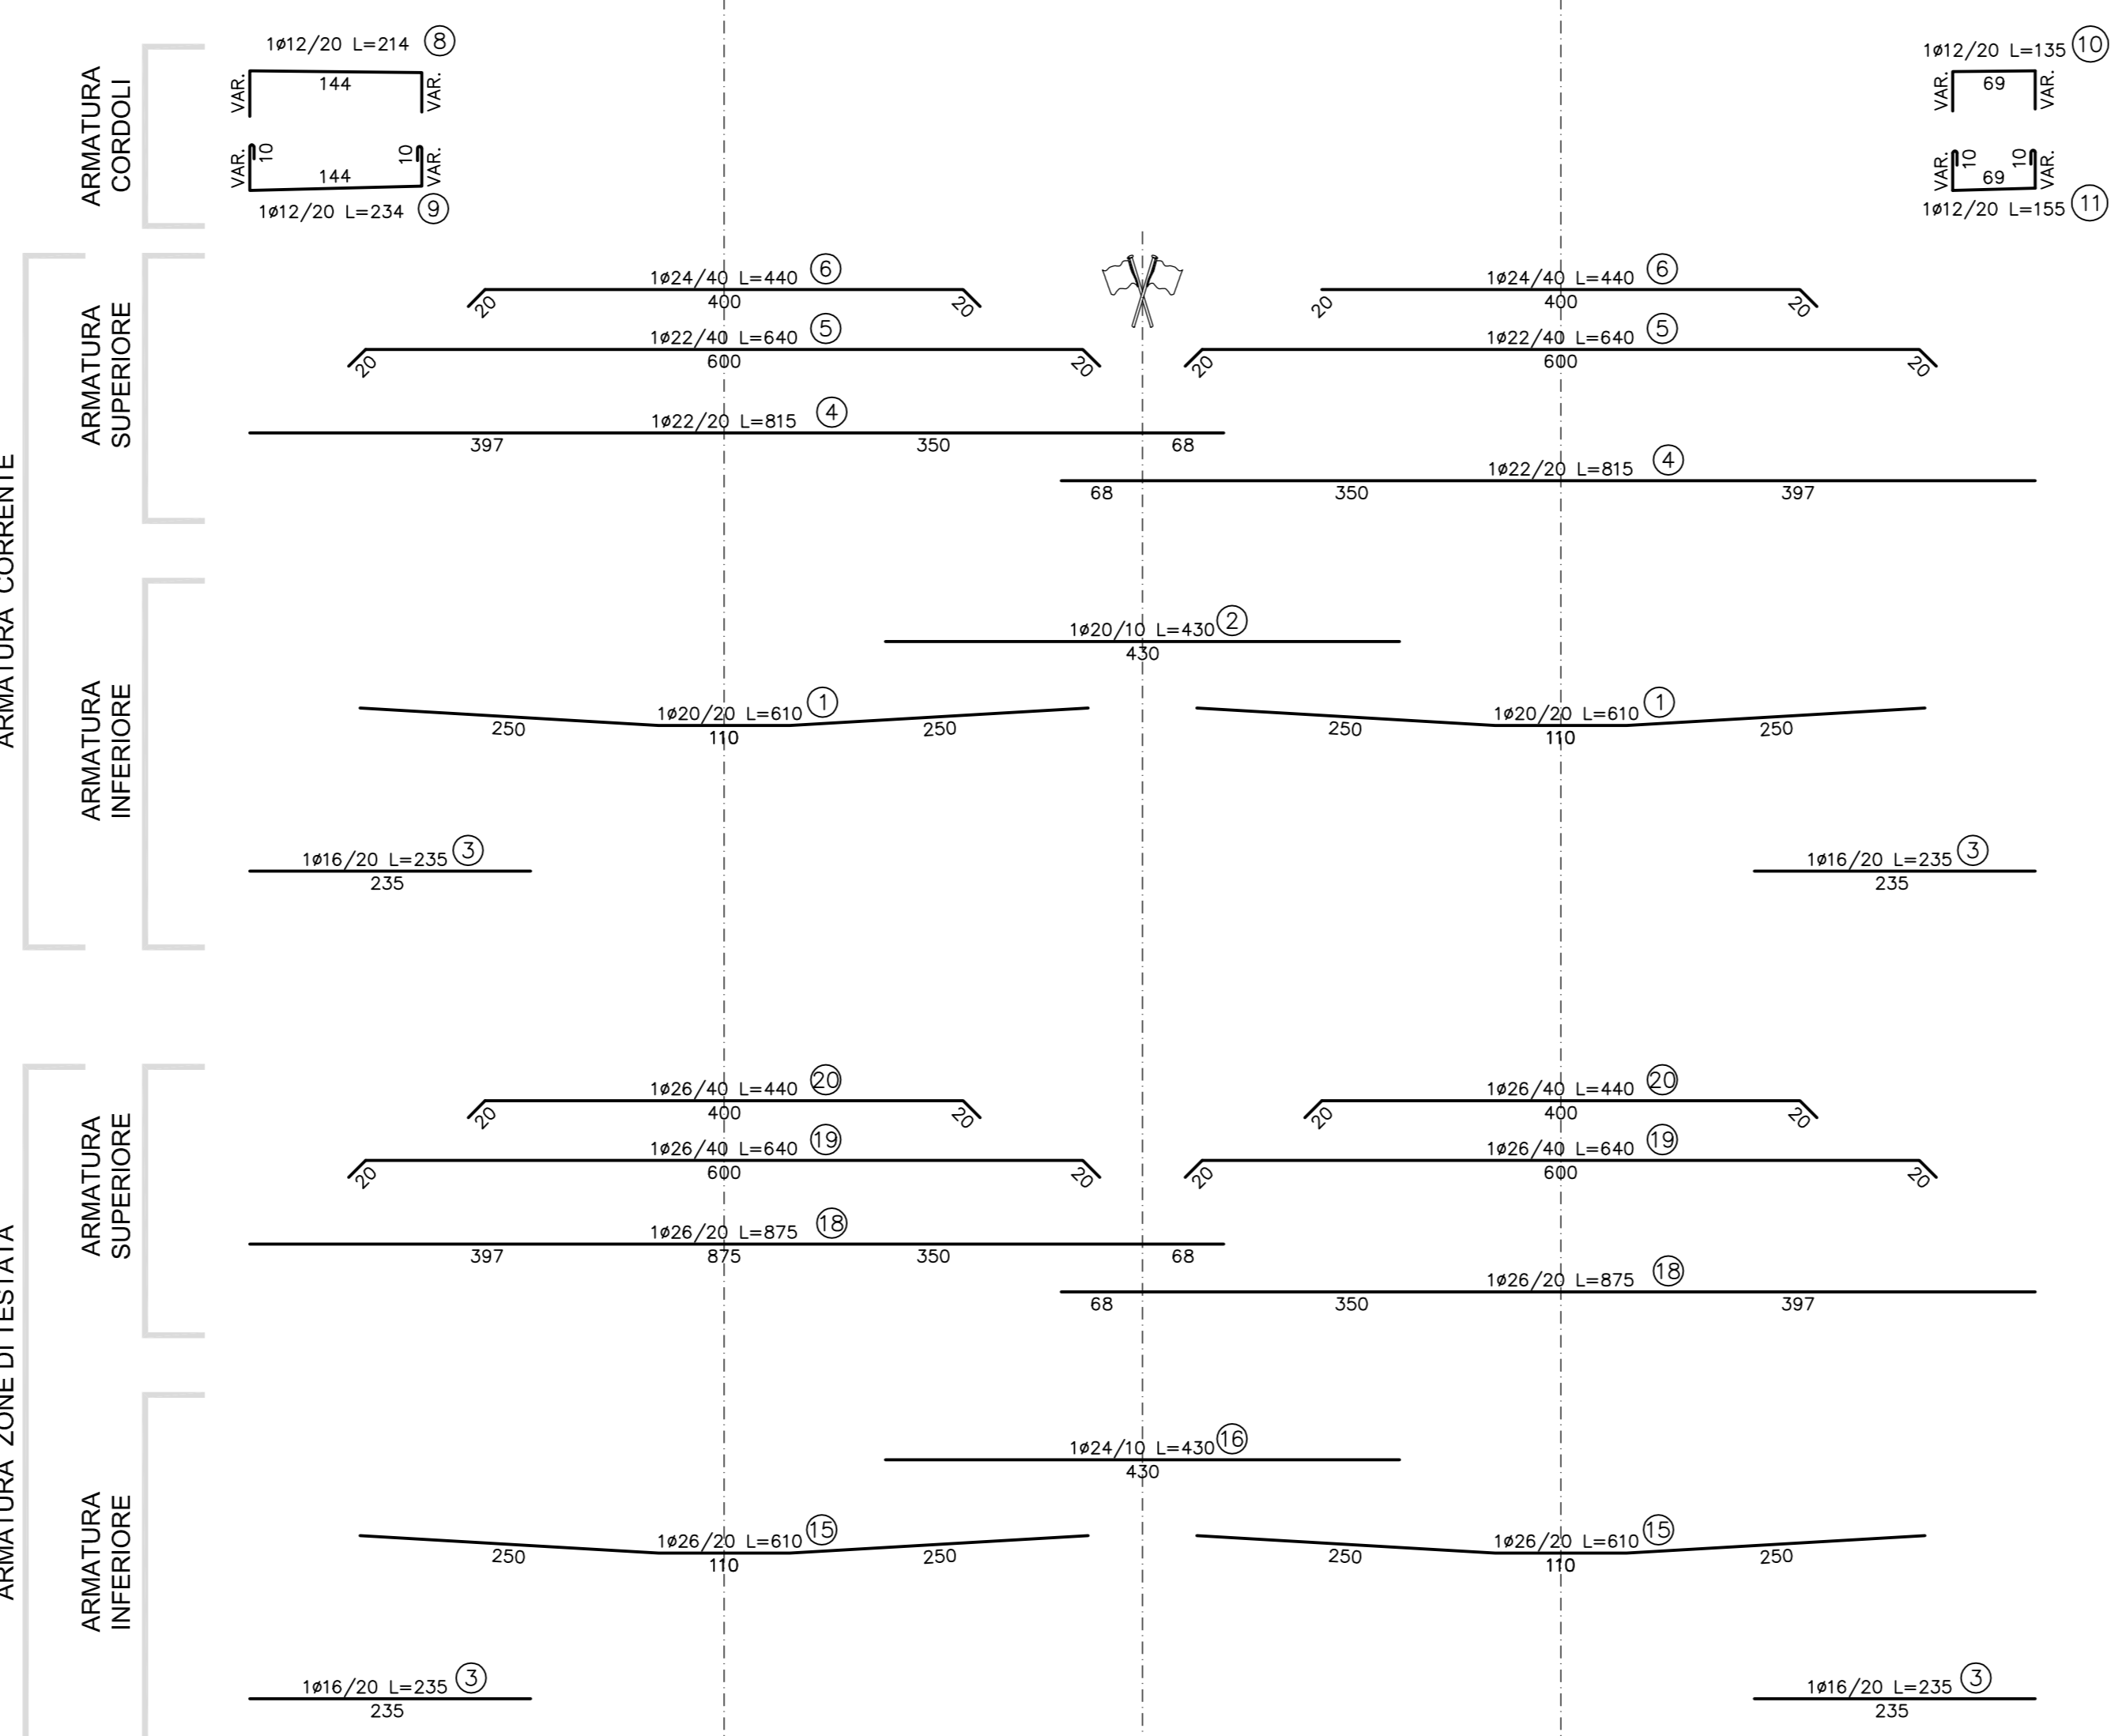 ARMATURA
CORDOLI
1ø12/20 L=214 8
VAR. 144 VAR.
VAR. 10 144 10 VAR.
1ø12/20 L=234 9
1ø12/20 L=135 10
VAR. 69 VAR.
VAR. 10 69 10 VAR.
1ø12/20 L=155 11
ARMATURA CORRENTE
ARMATURA
SUPERIORE
1ø24/40 L=440 6
20 400 20
1ø24/40 L=440 6
20 400 20
1ø22/40 L=640 5
20 600 20
1ø22/40 L=640 5
20 600 20
1ø22/20 L=815 4
397 350 68
1ø22/20 L=815 4
68 350 397
ARMATURA
INFERIORE
1ø20/10 L=430 2
430
1ø20/20 L=610 1
250 110 250
1ø20/20 L=610 1
250 110 250
1ø16/20 L=235 3
235
1ø16/20 L=235 3
235
ARMATURA ZONE DI TESTATA
ARMATURA
SUPERIORE
1ø26/40 L=440 20
20 400 20
1ø26/40 L=440 20
20 400 20
1ø26/40 L=640 19
20 600 20
1ø26/40 L=640 19
20 600 20
1ø26/20 L=875 18
397 875 350 68
1ø26/20 L=875 18
68 350 397
ARMATURA
INFERIORE
1ø24/10 L=430 16
430
1ø26/20 L=610 15
250 110 250
1ø26/20 L=610 15
250 110 250
1ø16/20 L=235 3
235
1ø16/20 L=235 3
235